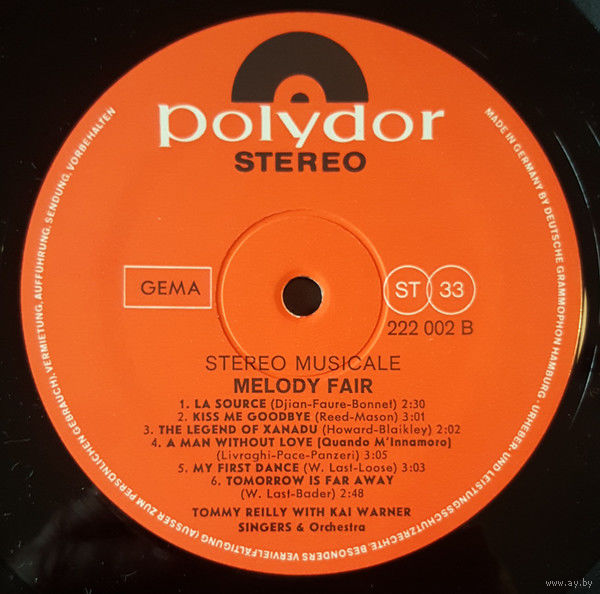 polydor
STEREO
GEMA
ST 33
222 002 B
STEREO MUSICALE
MELODY FAIR
1. LA SOURCE (Djian-Faure-Bonnet) 2:30
2. KISS ME GOODBYE (Reed-Mason) 3:01
3. THE LEGEND OF XANADU (Howard-Blaikley) 2:02
4. A MAN WITHOUT LOVE (Quando M'Innamoro)
(Livraghi-Pace-Panzeri) 3:05
5. MY FIRST DANCE (W. Last-Loose) 3:03
6. TOMORROW IS FAR AWAY
(W. Last-Bader) 2:48
TOMMY REILLY WITH KAI WARNER
SINGERS & Orchestra
MADE IN GERMANY BY DEUTSCHE GRAMMOPHON HAMBURG · URHEBER- UND LEISTUNGSSCHUTZRECHTE, BESONDERS VERVIELFÄLTIGUNG (AUSSER ZUM PERSÖNLICHEN GEBRAUCH), VERMIETUNG, AUFFÜHRUNG, SENDUNG, VORBEHALTEN
www.ay.by